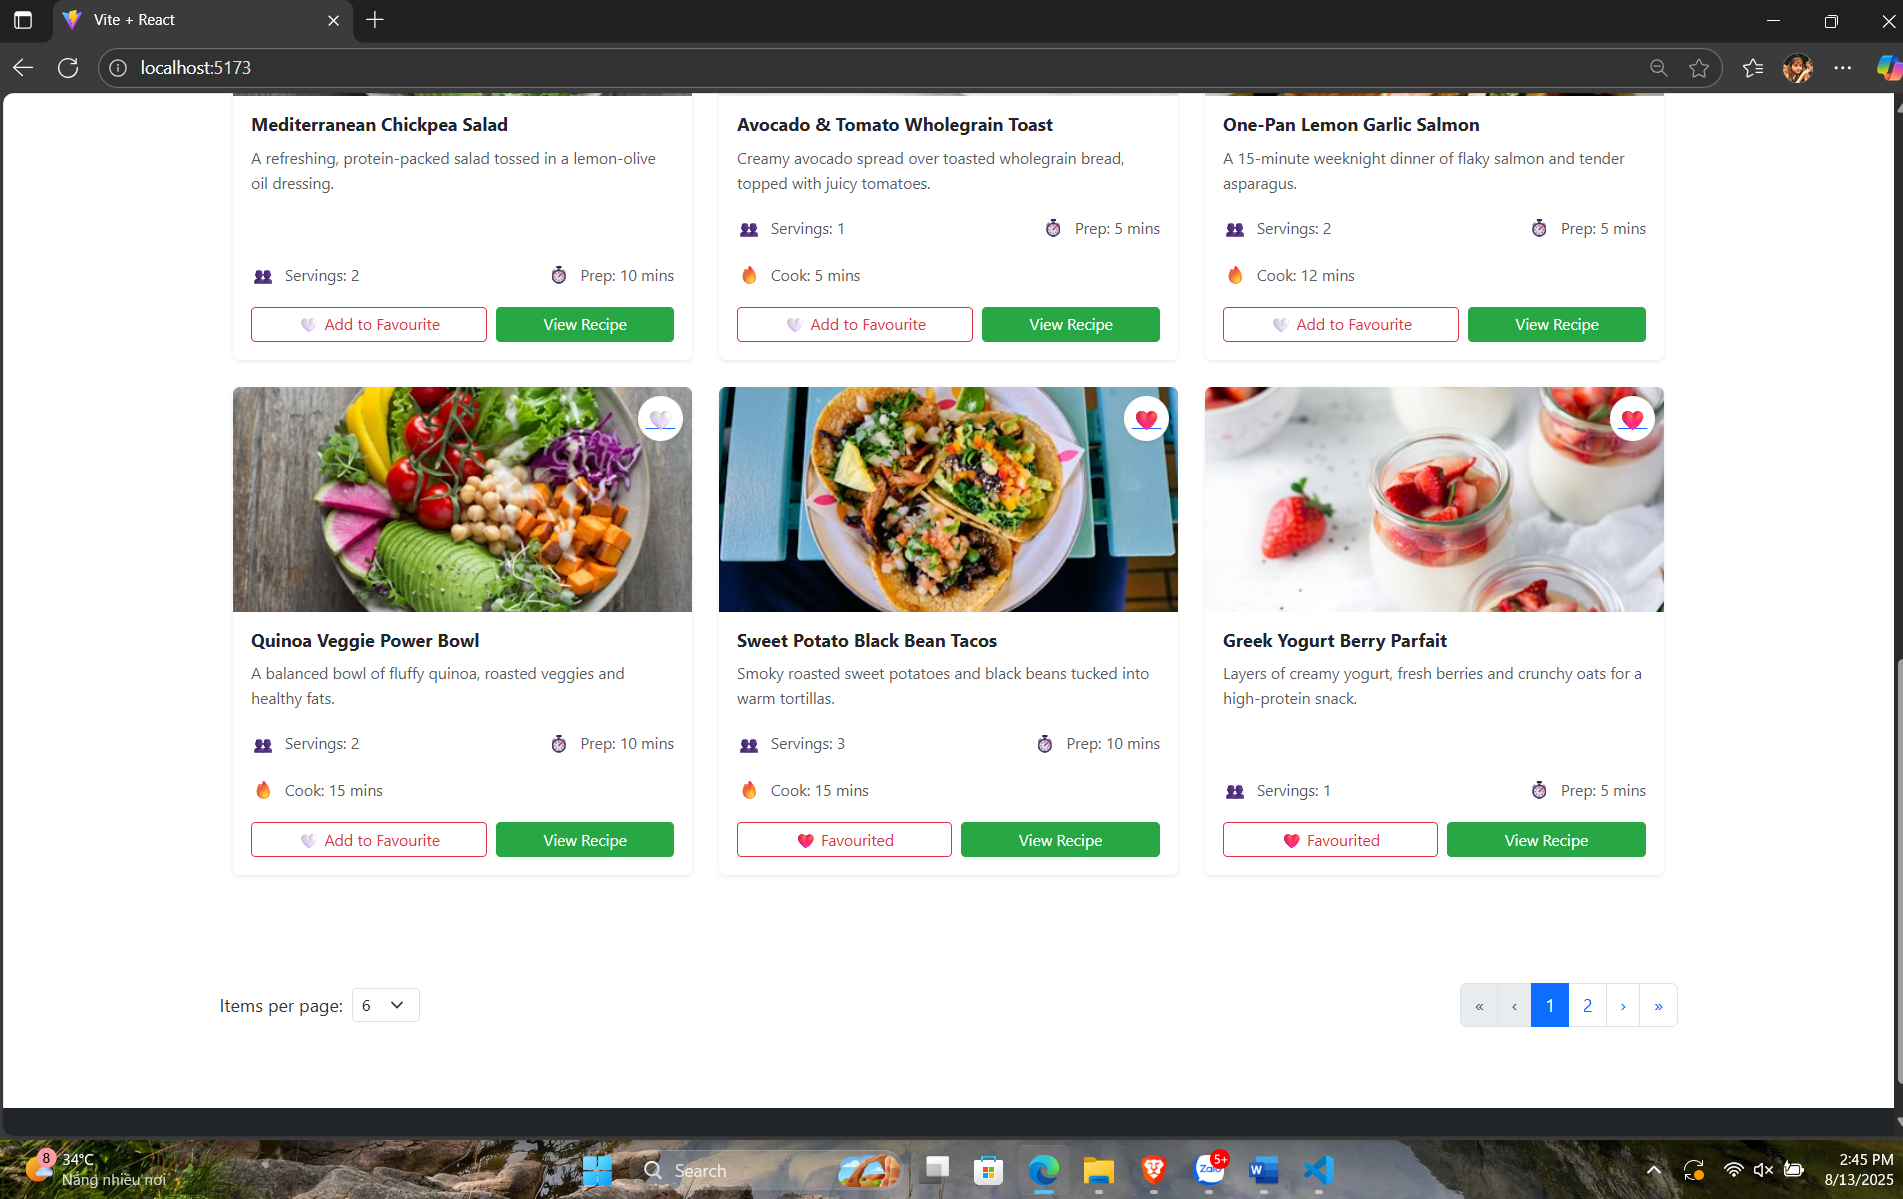 Vite + React
localhost:5173
Mediterranean Chickpea Salad
A refreshing, protein-packed salad tossed in a lemon-olive
oil dressing.
Servings: 2
Prep: 10 mins
Add to Favourite
View Recipe
Avocado & Tomato Wholegrain Toast
Creamy avocado spread over toasted wholegrain bread,
topped with juicy tomatoes.
Servings: 1
Prep: 5 mins
Cook: 5 mins
Add to Favourite
View Recipe
One-Pan Lemon Garlic Salmon
A 15-minute weeknight dinner of flaky salmon and tender
asparagus.
Servings: 2
Prep: 5 mins
Cook: 12 mins
Add to Favourite
View Recipe
Quinoa Veggie Power Bowl
A balanced bowl of fluffy quinoa, roasted veggies and
healthy fats.
Servings: 2
Prep: 10 mins
Cook: 15 mins
Add to Favourite
View Recipe
Sweet Potato Black Bean Tacos
Smoky roasted sweet potatoes and black beans tucked into
warm tortillas.
Servings: 3
Prep: 10 mins
Cook: 15 mins
Favourited
View Recipe
Greek Yogurt Berry Parfait
Layers of creamy yogurt, fresh berries and crunchy oats for a
high-protein snack.
Servings: 1
Prep: 5 mins
Favourited
View Recipe
Items per page: 6
« ‹ 1 2 › »
8
34°C
Nắng nhiều nơi
Search
Zalo
5+
W
2:45 PM
8/13/2025